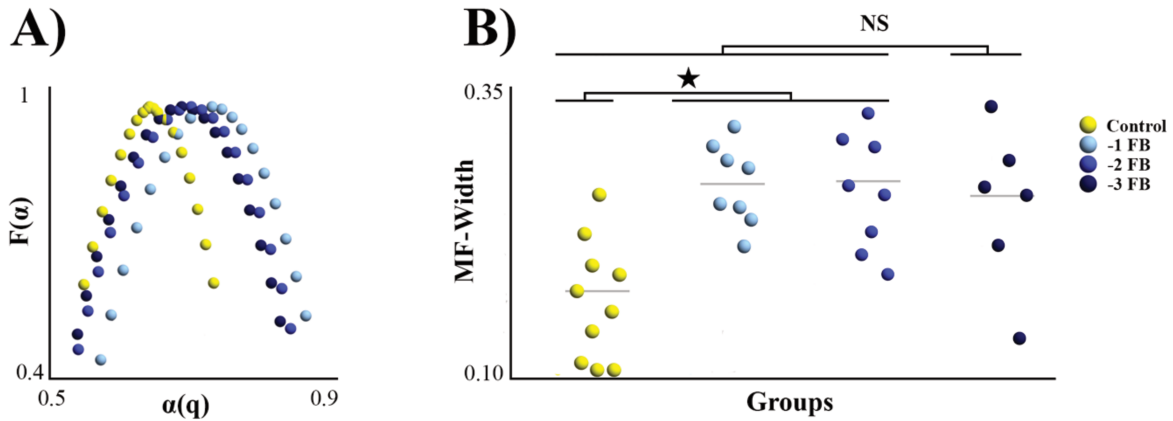 A)
1
F(α)
0.4
0.5
0.9
α(q)
B)
NS
★
0.35
MF-Width
0.10
Groups
Control
-1 FB
-2 FB
-3 FB